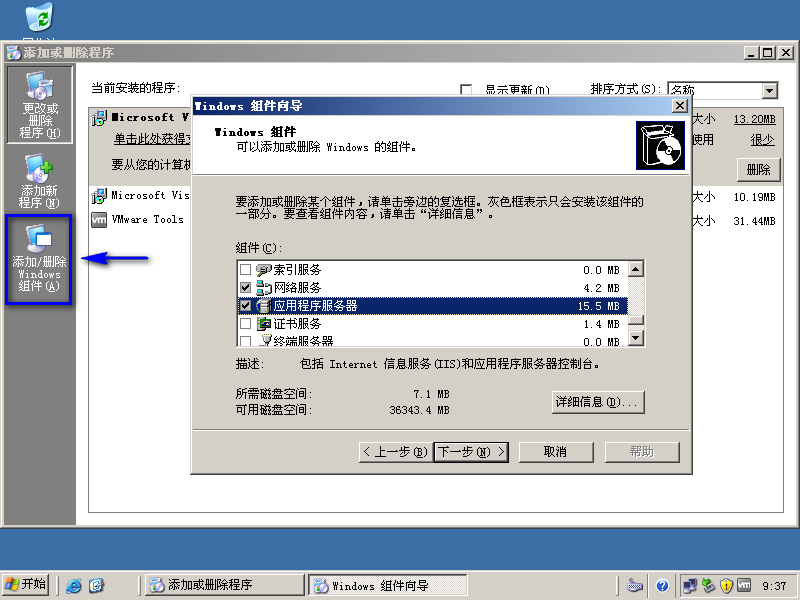 添加或删除程序
更改或
删除
程序(H)
添加新
程序(N)
添加/删除
Windows
组件(A)
当前安装的程序:
显示更新(D)
排序方式(S):
名称
Microsoft V
大小
13.20MB
单击此处获得
使用
很少
要从您的计算机
删除
Microsoft Vis
大小
10.19MB
VMware Tools
大小
31.44MB
Windows 组件向导
Windows 组件
可以添加或删除 Windows 的组件。
要添加或删除某个组件，请单击旁边的复选框。灰色框表示只会安装该组件的
一部分。要查看组件内容，请单击“详细信息”。
组件(C):
索引服务 0.0 MB
网络服务 4.2 MB
应用程序服务器 15.5 MB
证书服务 1.4 MB
终端服务器 0.0 MB
描述: 包括 Internet 信息服务(IIS)和应用程序服务器控制台。
所需磁盘空间: 7.1 MB
可用磁盘空间: 36343.4 MB
详细信息(D)...
< 上一步(B)
下一步(N) >
取消
帮助
开始
添加或删除程序
Windows 组件向导
9:37